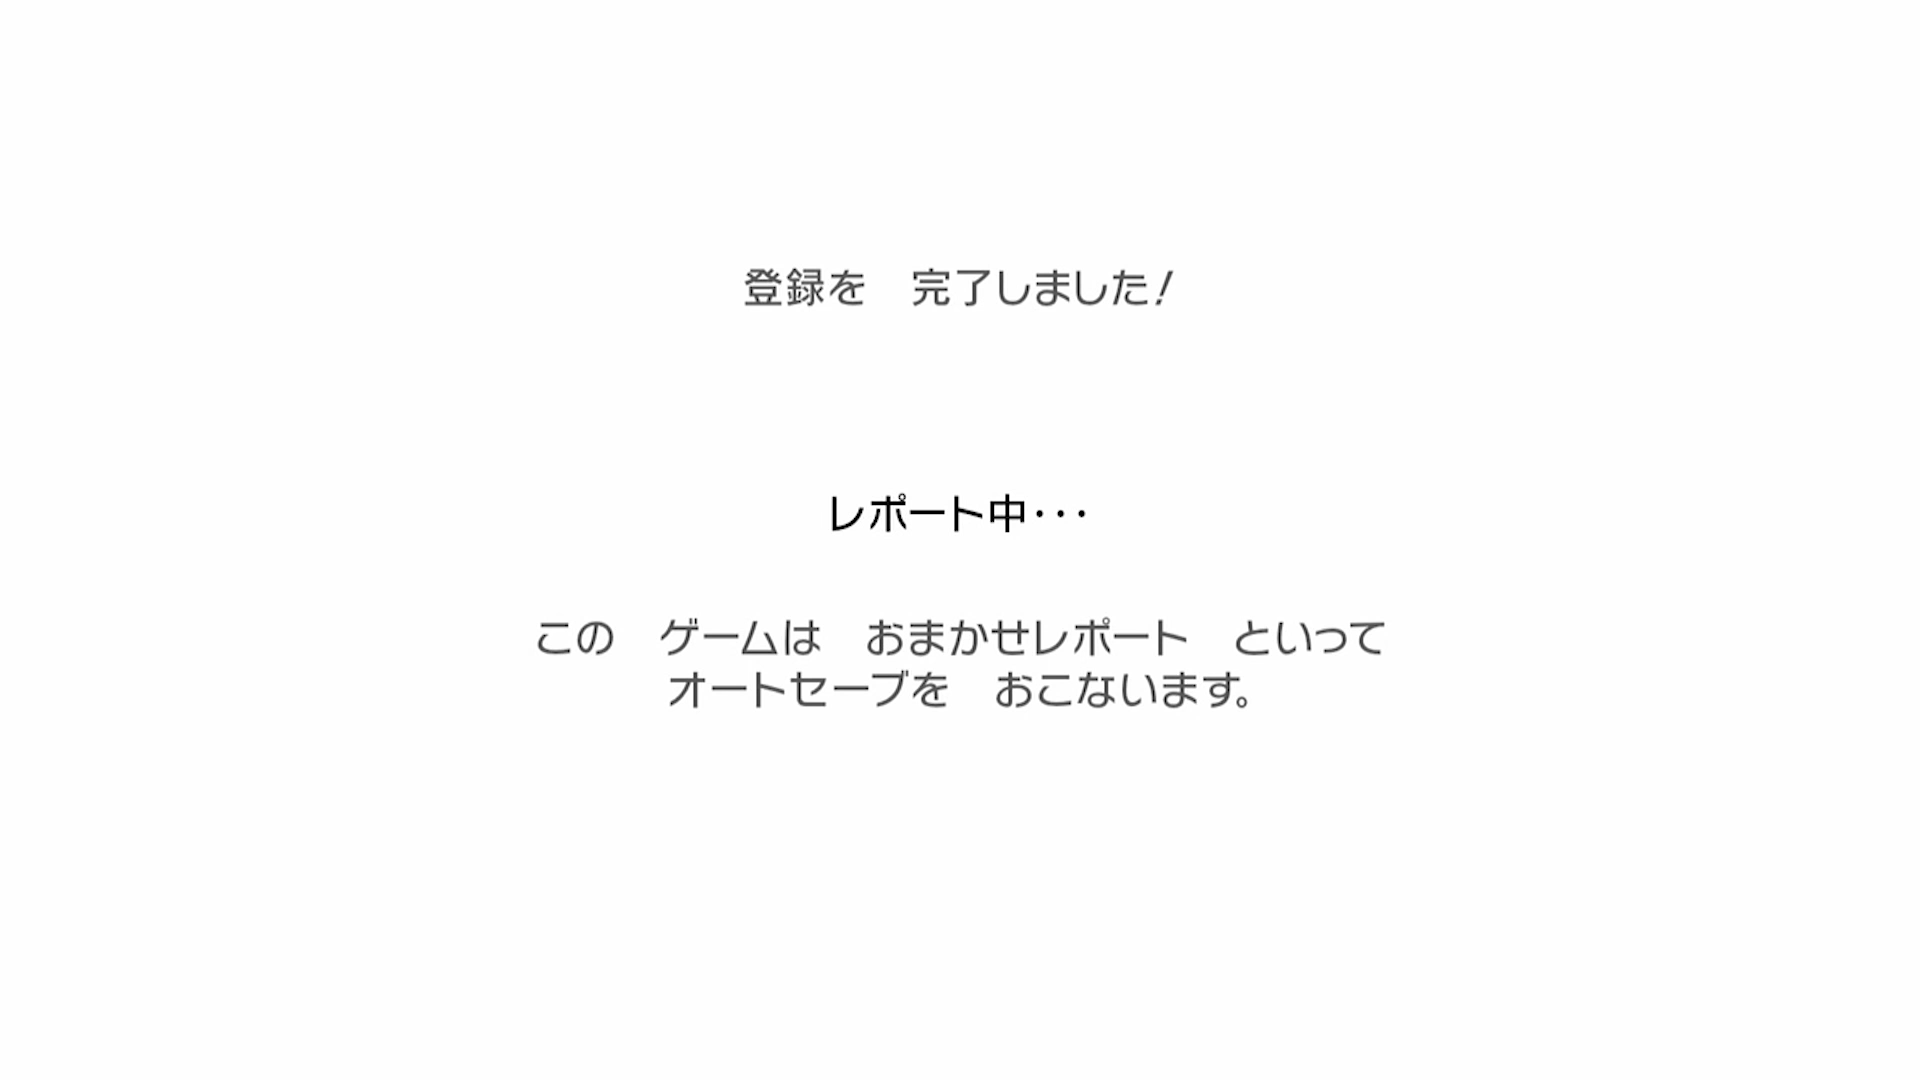 登録を　完了しました！
レポート中･･･
この　ゲームは　おまかせレポート　といって
オートセーブを　おこないます。